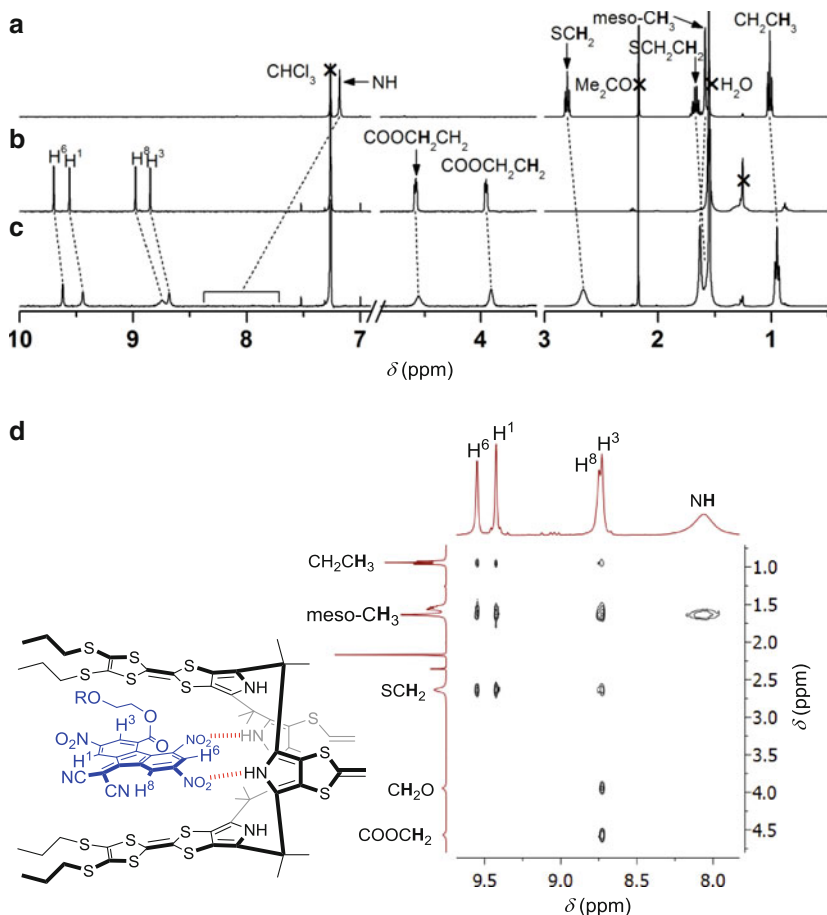 a
meso-CH3
CH2CH3
SCH2
SCH2CH2
CHCl3
NH
Me2CO
H2O
b
H6
H1
H8
H3
COOCH2CH2
COOCH2CH2
c
10
9
8
7
4
3
2
1
δ (ppm)
d
H6
H1
H8
H3
NH
CH2CH3
meso-CH3
SCH2
CH2O
COOCH2
1.0
1.5
2.0
2.5
3.0
3.5
4.0
4.5
δ (ppm)
9.5
9.0
8.5
8.0
δ (ppm)
S
S
S
S
S
S
NH
RO
O
O
H3
O2N
NO2
H1
H6
NC
CN
H8
NO2
HN
S
S
HN
S
S
NH
S
S
S
S
S
S